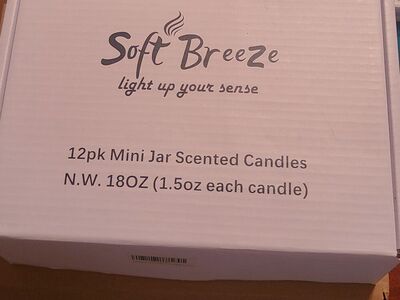 Soft Breeze
light up your sense
12pk Mini Jar Scented Candles
N.W. 18OZ (1.5oz each candle)